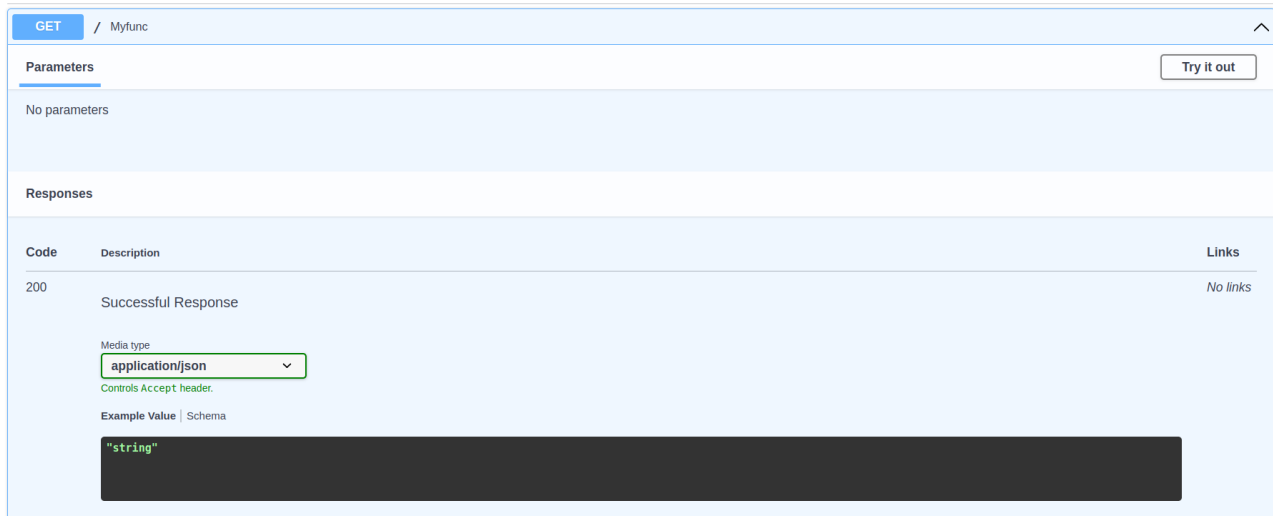 GET / Myfunc
Parameters Try it out
No parameters
Responses
Code Description Links
200 Successful Response No links
Media type
application/json
Controls Accept header.
Example Value | Schema
"string"